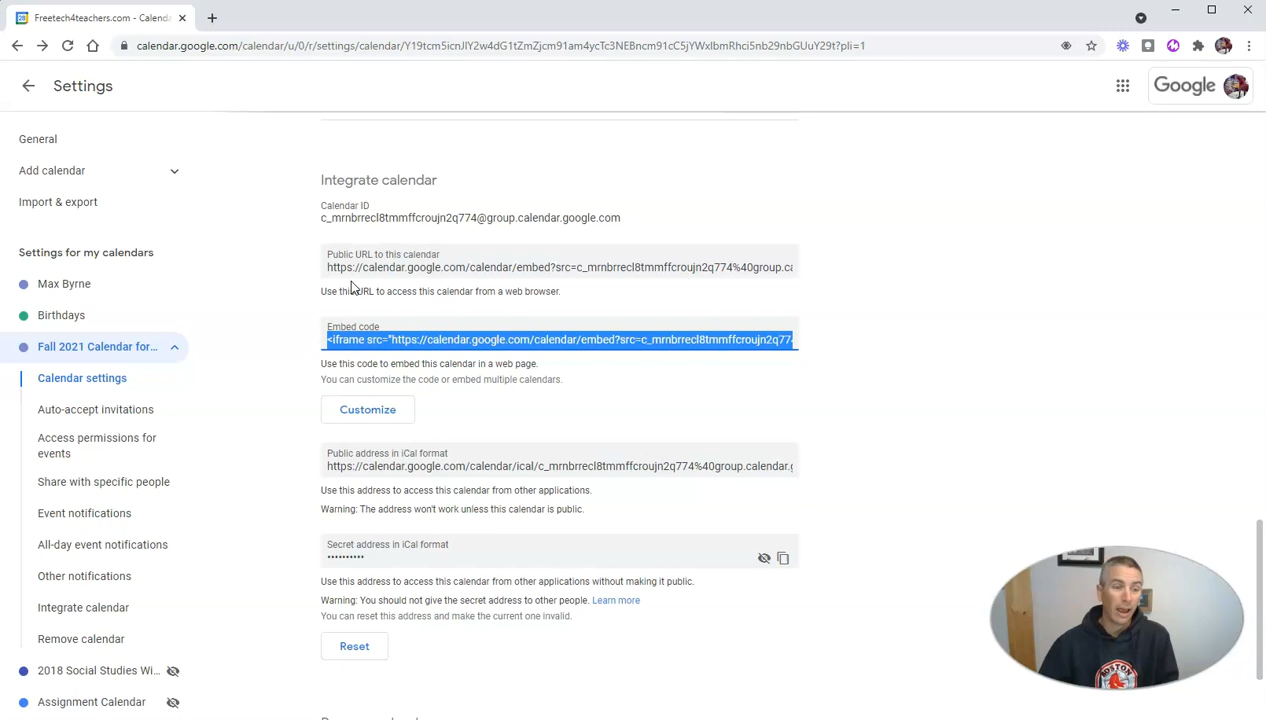 Freetech4teachers.com - Calenda
calendar.google.com/calendar/u/0/r/settings/calendar/Y19tcm5icnJlY2w4dG1tZmZjcm91am4ycTc3NEBncm91cC5jYWxlbmRhci5nb29nbGUuY29t?pli=1
Settings
Google
General
Add calendar
Import & export
Settings for my calendars
Max Byrne
Birthdays
Fall 2021 Calendar for...
Calendar settings
Auto-accept invitations
Access permissions for
events
Share with specific people
Event notifications
All-day event notifications
Other notifications
Integrate calendar
Remove calendar
2018 Social Studies Wi...
Assignment Calendar
Integrate calendar
Calendar ID
c_mrnbrrecl8tmmffcroujn2q774@group.calendar.google.com
Public URL to this calendar
https://calendar.google.com/calendar/embed?src=c_mrnbrrecl8tmmffcroujn2q774%40group.ca
Use this URL to access this calendar from a web browser.
Embed code
<iframe src="https://calendar.google.com/calendar/embed?src=c_mrnbrrecl8tmmffcroujn2q774
Use this code to embed this calendar in a web page.
You can customize the code or embed multiple calendars.
Customize
Public address in iCal format
https://calendar.google.com/calendar/ical/c_mrnbrrecl8tmmffcroujn2q774%40group.calendar.g
Use this address to access this calendar from other applications.
Warning: The address won't work unless this calendar is public.
Secret address in iCal format
••••••••••
Use this address to access this calendar from other applications without making it public.
Warning: You should not give the secret address to other people. Learn more
You can reset this address and make the current one invalid.
Reset
BOSTON